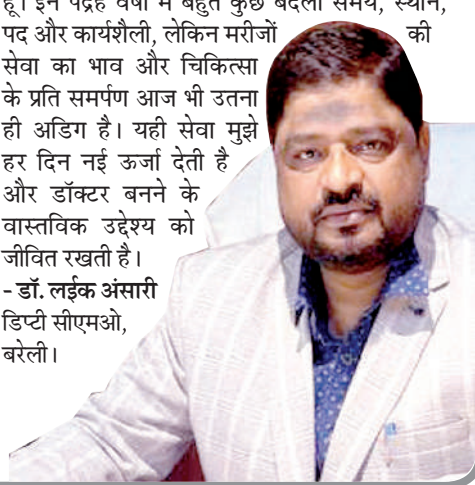 हूं। इन पंद्रह वर्षों में बहुत कुछ बदला समय, स्थान,
पद और कार्यशैली, लेकिन मरीजों की
सेवा का भाव और चिकित्सा
के प्रति समर्पण आज भी उतना
ही अडिग है। यही सेवा मुझे
हर दिन नई ऊर्जा देती है
और डॉक्टर बनने के
वास्तविक उद्देश्य को
जीवित रखती है।
- डॉ. लईक अंसारी
डिप्टी सीएमओ,
बरेली।